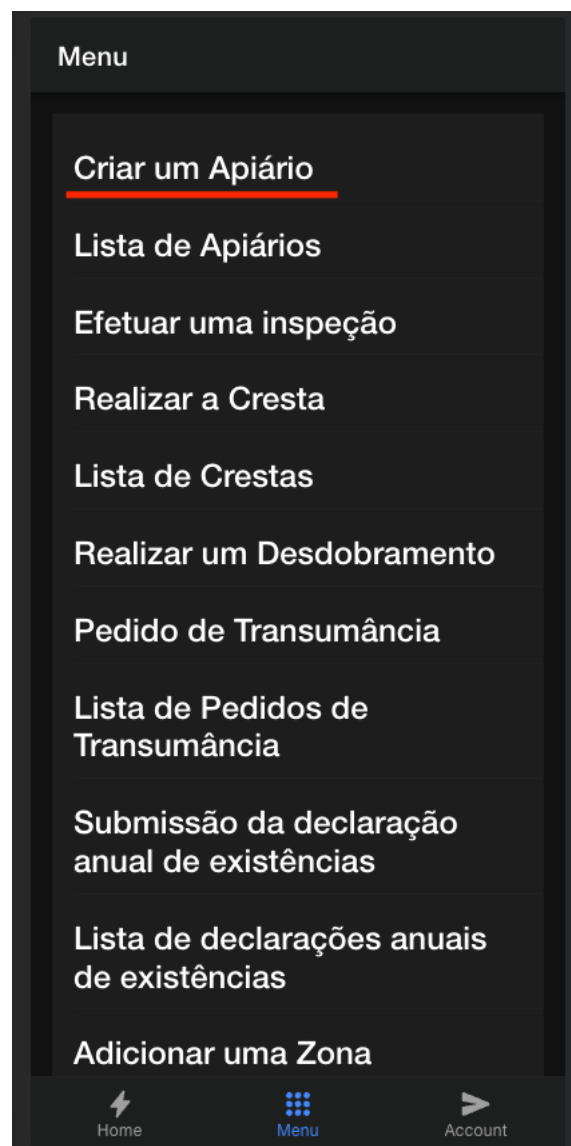 Menu
Criar um Apiário
Lista de Apiários
Efetuar uma inspeção
Realizar a Cresta
Lista de Crestas
Realizar um Desdobramento
Pedido de Transumância
Lista de Pedidos de
Transumância
Submissão da declaração
anual de existências
Lista de declarações anuais
de existências
Adicionar uma Zona
Home
Menu
Account